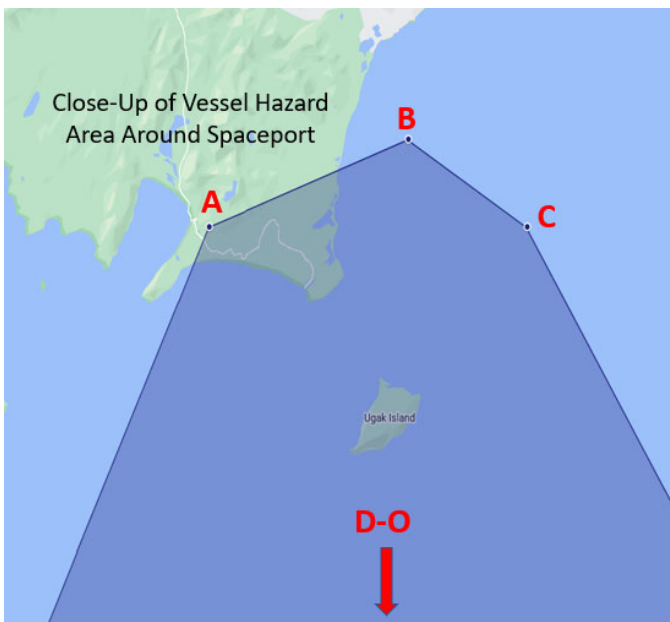 Close-Up of Vessel Hazard
Area Around Spaceport
B
A
C
Ugak Island
D-O